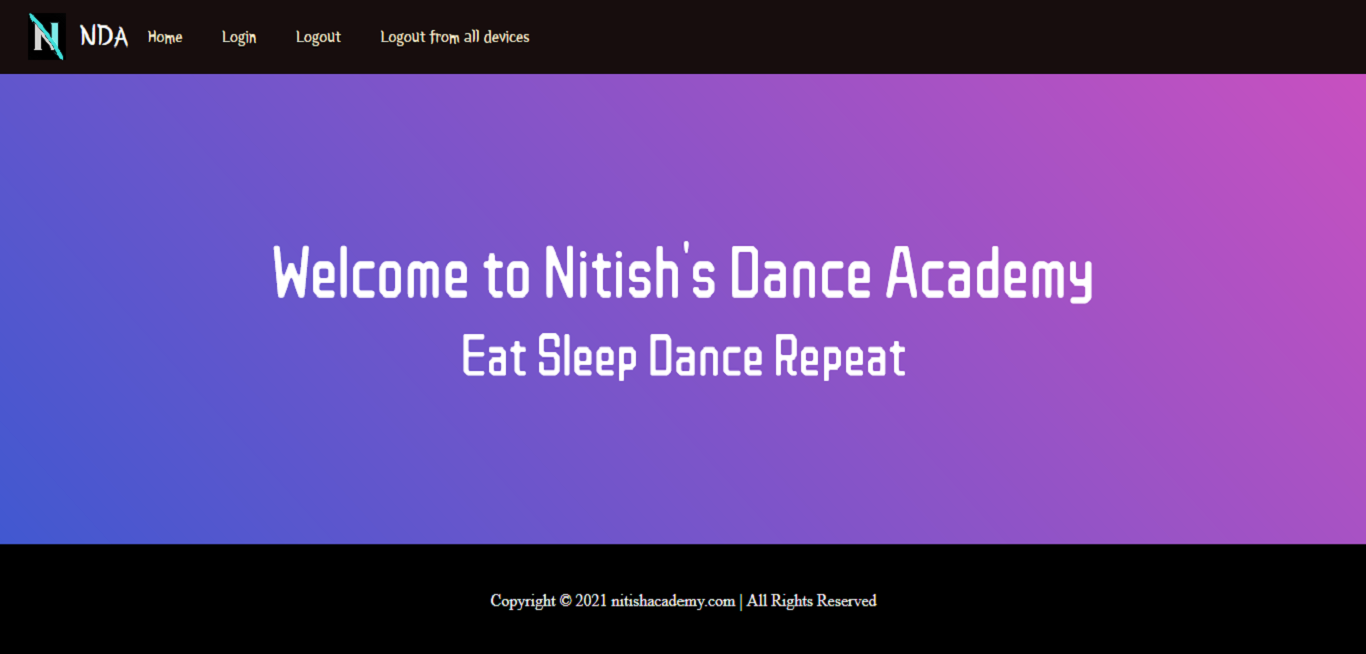 N NDA Home Login Logout Logout from all devices
Welcome to Nitish's Dance Academy
Eat Sleep Dance Repeat
Copyright © 2021 nitishacademy.com | All Rights Reserved